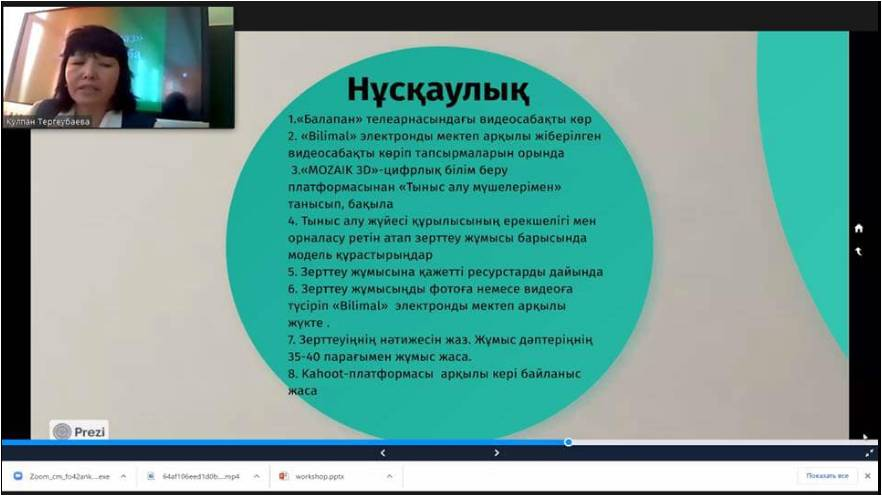 Кулпан Тергеубаева
Нұсқаулық
1.«Балапан» телеарнасындағы видеосабақты көр
2. «Bilimal» электронды мектеп арқылы жіберілген
видеосабақты көріп тапсырмаларын орында
3.«MOZAIK 3D»-цифрлық білім беру
платформасынан «Тыныс алу мүшелерімен»
танысып, бақыла
4. Тыныс алу жүйесі құрылысының ерекшелігі мен
орналасу ретін атап зерттеу жұмысы барысында
модель құрастырыңдар
5. Зерттеу жұмысына қажетті ресурстарды дайында
6. Зерттеу жұмысыңды фотоға немесе видеоға
түсіріп «Bilimal» электронды мектеп арқылы
жүкте .
7. Зерттеуіңнің нәтижесін жаз. Жұмыс дәптеріңнің
35-40 парағымен жұмыс жаса.
8. Kahoot-платформасы арқылы кері байланыс
жаса
Prezi
Zoom_cm_fo42ank....exe
64af106eed1d0b....mp4
workshop.pptx
Показать все